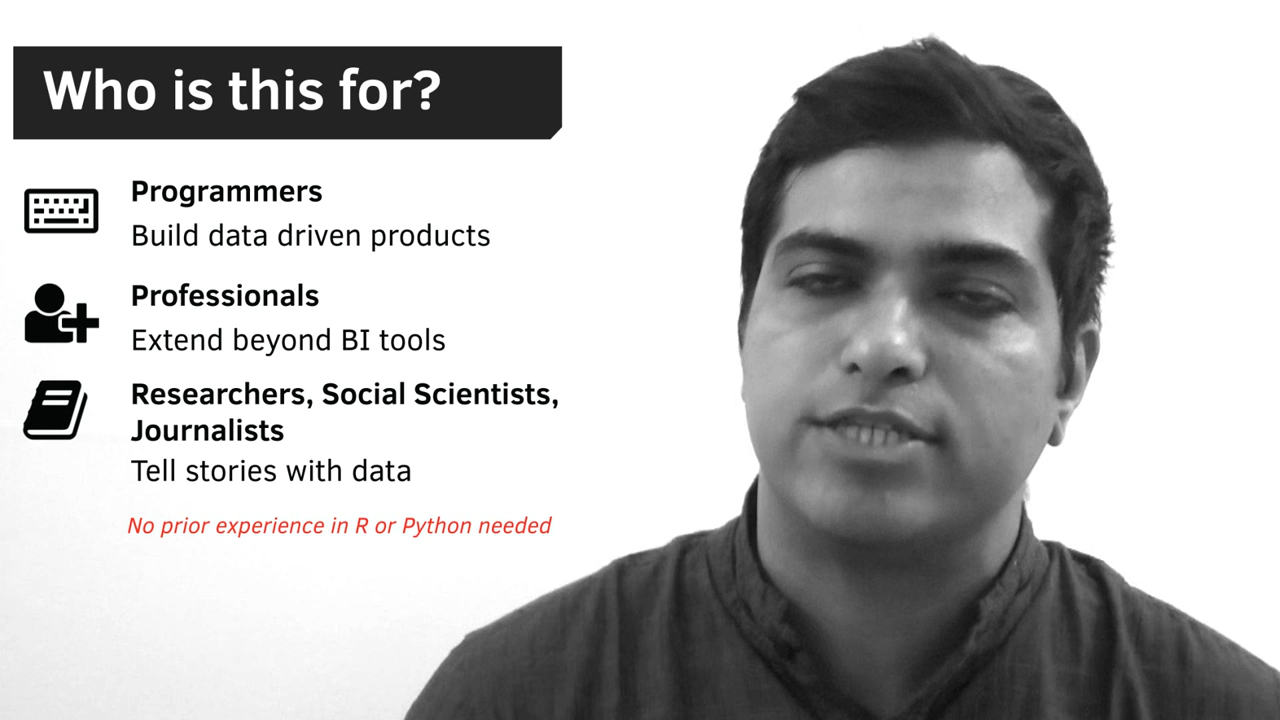 Who is this for?
Programmers
Build data driven products
Professionals
Extend beyond BI tools
Researchers, Social Scientists,
Journalists
Tell stories with data
No prior experience in R or Python needed